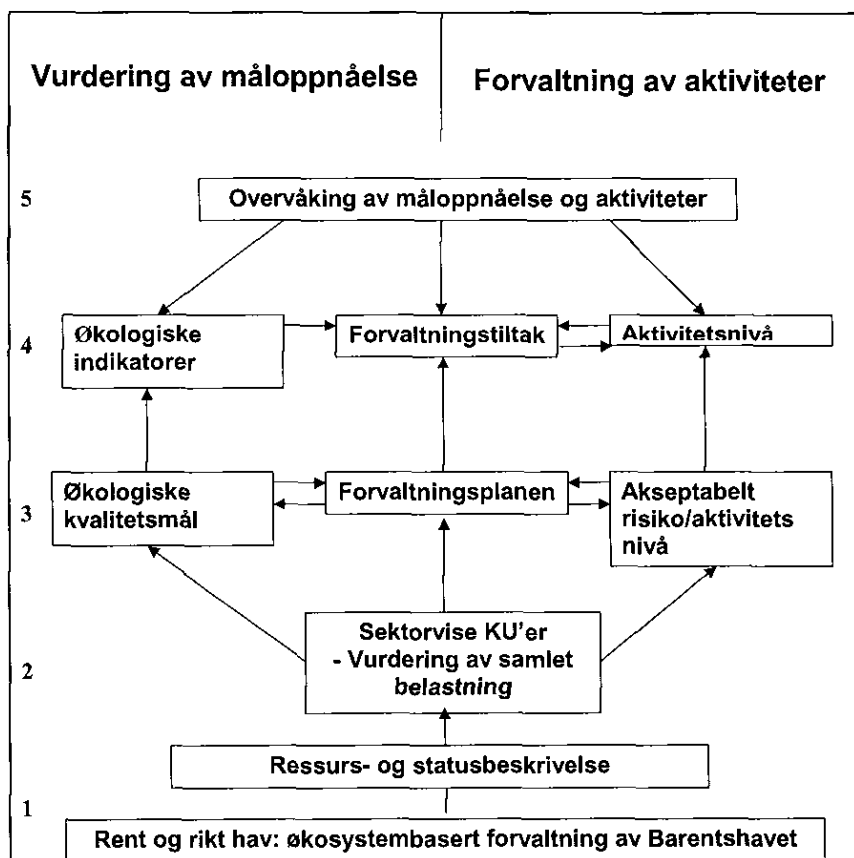 Vurdering av måloppnåelse
Forvaltning av aktiviteter
5
Overvåking av måloppnåelse og aktiviteter
4
Økologiske
indikatorer
Forvaltningstiltak
Aktivitetsnivå
3
Økologiske
kvalitetsmål
Forvaltningsplanen
Akseptabelt
risiko/aktivitets
nivå
2
Sektorvise KU'er
- Vurdering av samlet
belastning
Ressurs- og statusbeskrivelse
1
Rent og rikt hav: økosystembasert forvaltning av Barentshavet